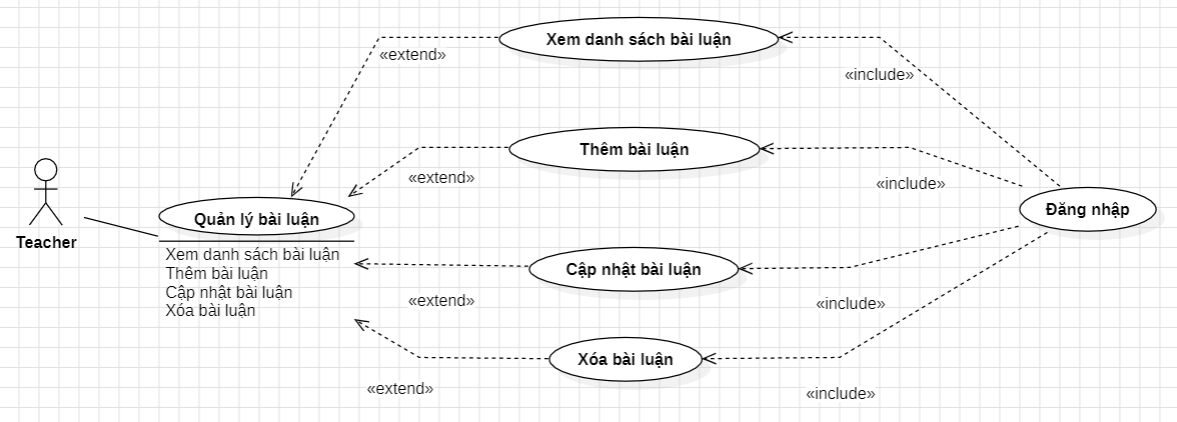 Xem danh sách bài luận
«extend»
«include»
Thêm bài luận
«extend»
«include»
Teacher
Quản lý bài luận
Xem danh sách bài luận
Thêm bài luận
Cập nhật bài luận
Xóa bài luận
Đăng nhập
Cập nhật bài luận
«extend»
«include»
Xóa bài luận
«extend»
«include»